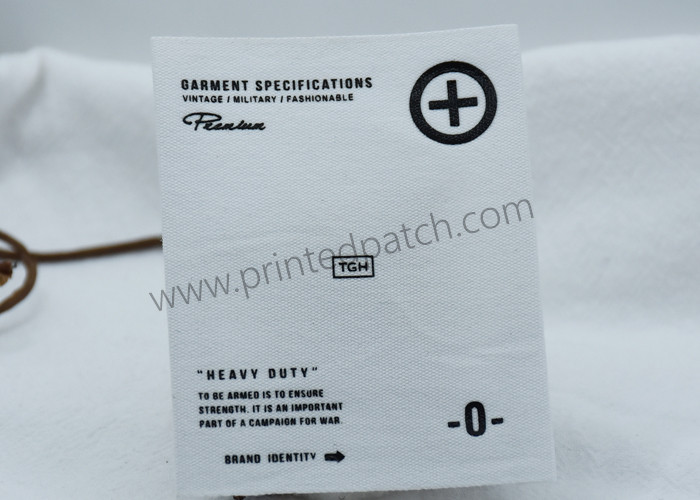 GARMENT SPECIFICATIONS
VINTAGE / MILITARY / FASHIONABLE
Premium
www.printedpatch.com
TGH
"HEAVY DUTY"
TO BE ARMED IS TO ENSURE
STRENGTH. IT IS AN IMPORTANT
PART OF A CAMPAIGN FOR WAR.
-0-
BRAND IDENTITY